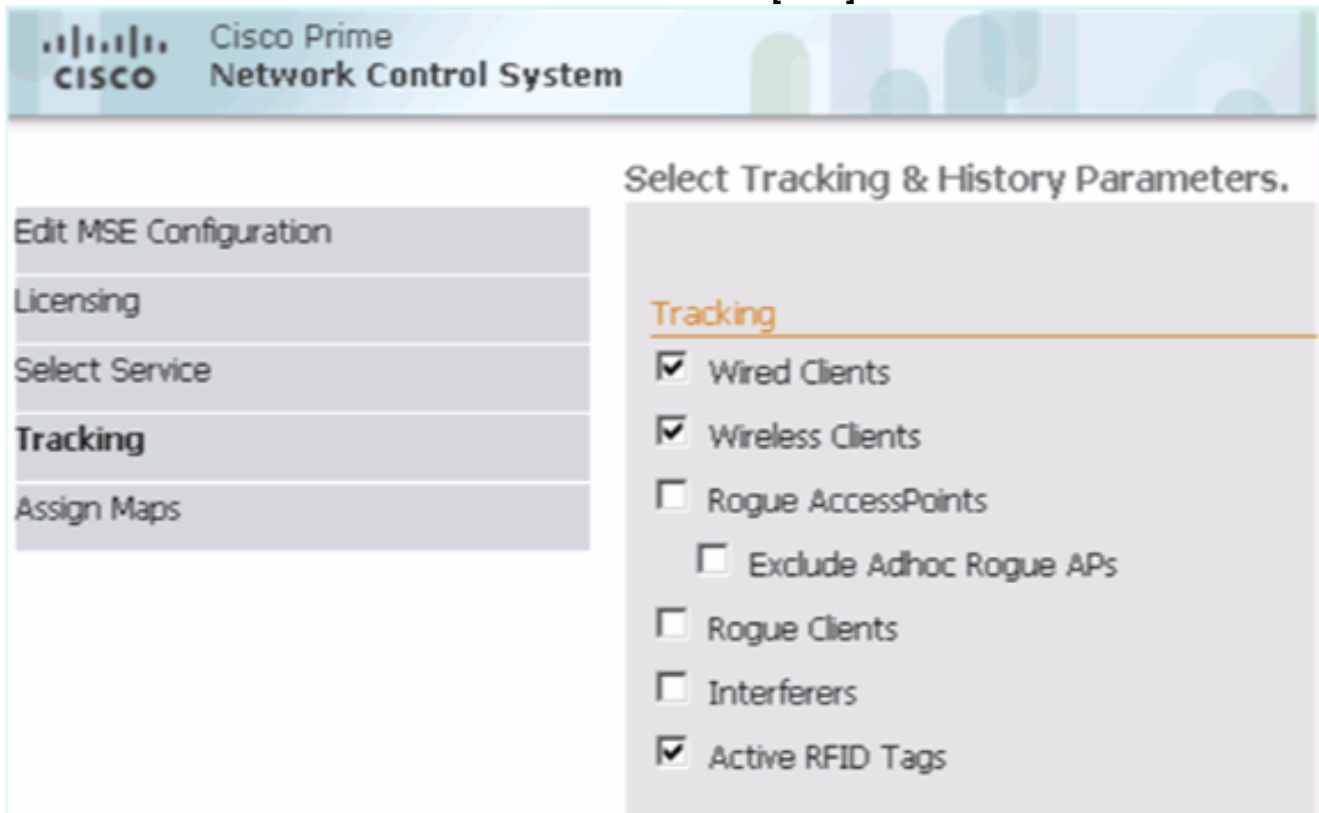 Cisco Prime
CISCO
Network Control System
Select Tracking & History Parameters.
Edit MSE Configuration
Licensing
Select Service
Tracking
Assign Maps
Tracking
Wired Clients
Wireless Clients
Rogue AccessPoints
Exclude Adhoc Rogue APs
Rogue Clients
Interferers
Active RFID Tags